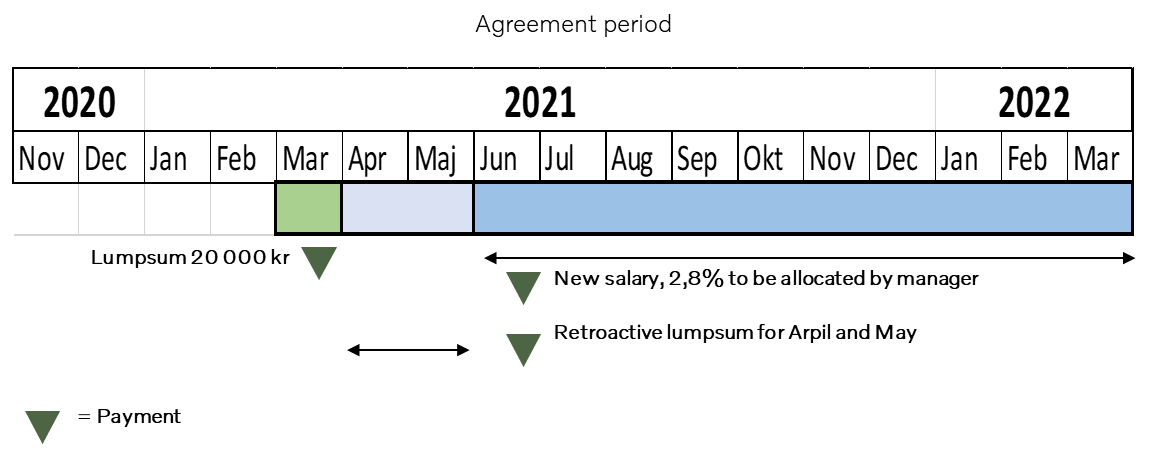 Agreement period
2020 2021 2022
Nov Dec Jan Feb Mar Apr Maj Jun Jul Aug Sep Okt Nov Dec Jan Feb Mar
Lumpsum 20 000 kr
New salary, 2,8% to be allocated by manager
Retroactive lumpsum for Arpil and May
= Payment